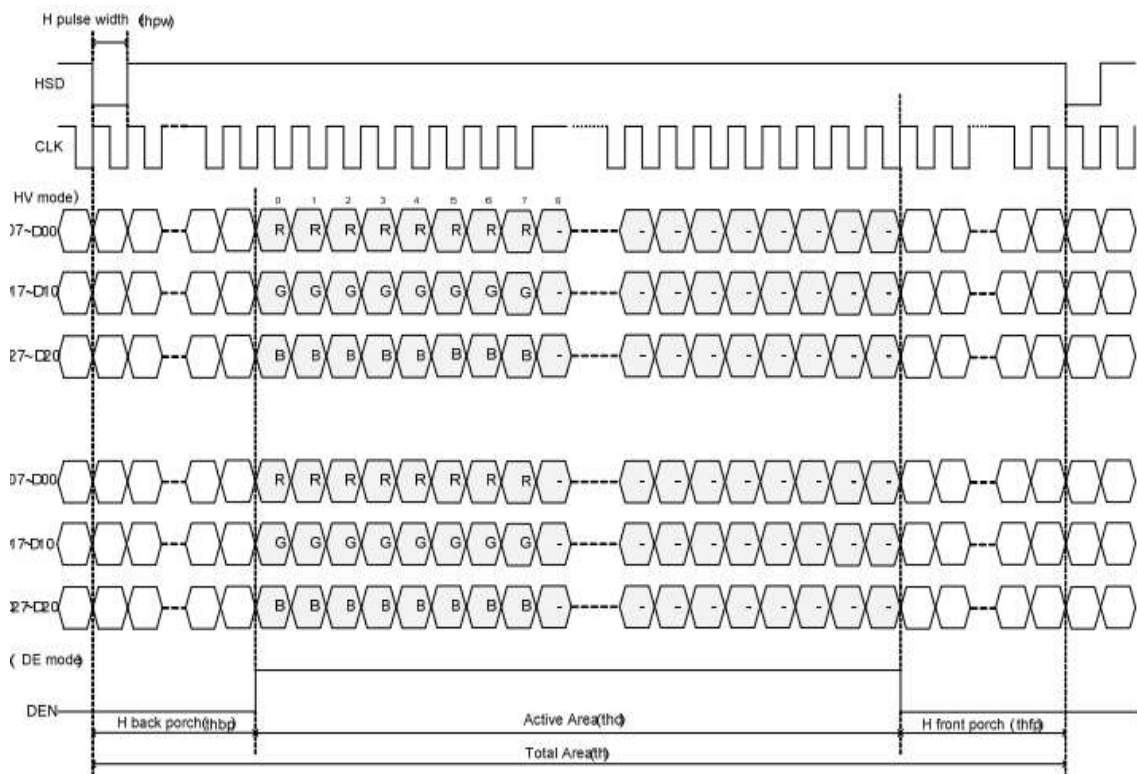 H pulse width (hpw)
HSD
CLK
HV mode)
0 1 2 3 4 5 6 7 8
07~D00 R R R R R R R R - - - - - - - - -
17~D10 G G G G G G G G - - - - - - - - -
27~D20 B B B B B B B B - - - - - - - - -
07~D00 R R R R R R R R - - - - - - - - -
17~D10 G G G G G G G G - - - - - - - - -
27~D20 B B B B B B B B - - - - - - - - -
( DE mode)
DEN
H back porch(thbp) Active Area(thd) H front porch (thfp)
Total Area(th)